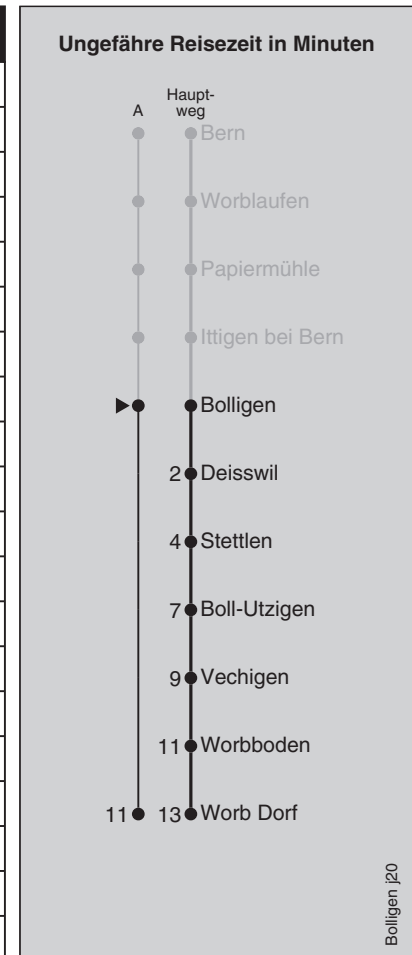 Ungefähre Reisezeit in Minuten
A
Haupt-
weg
Bern
Worblaufen
Papiermühle
Ittigen bei Bern
Bolligen
2 Deisswil
4 Stettlen
7 Boll-Utzigen
9 Vechigen
11 Worbboden
11 13 Worb Dorf
Bolligen j20